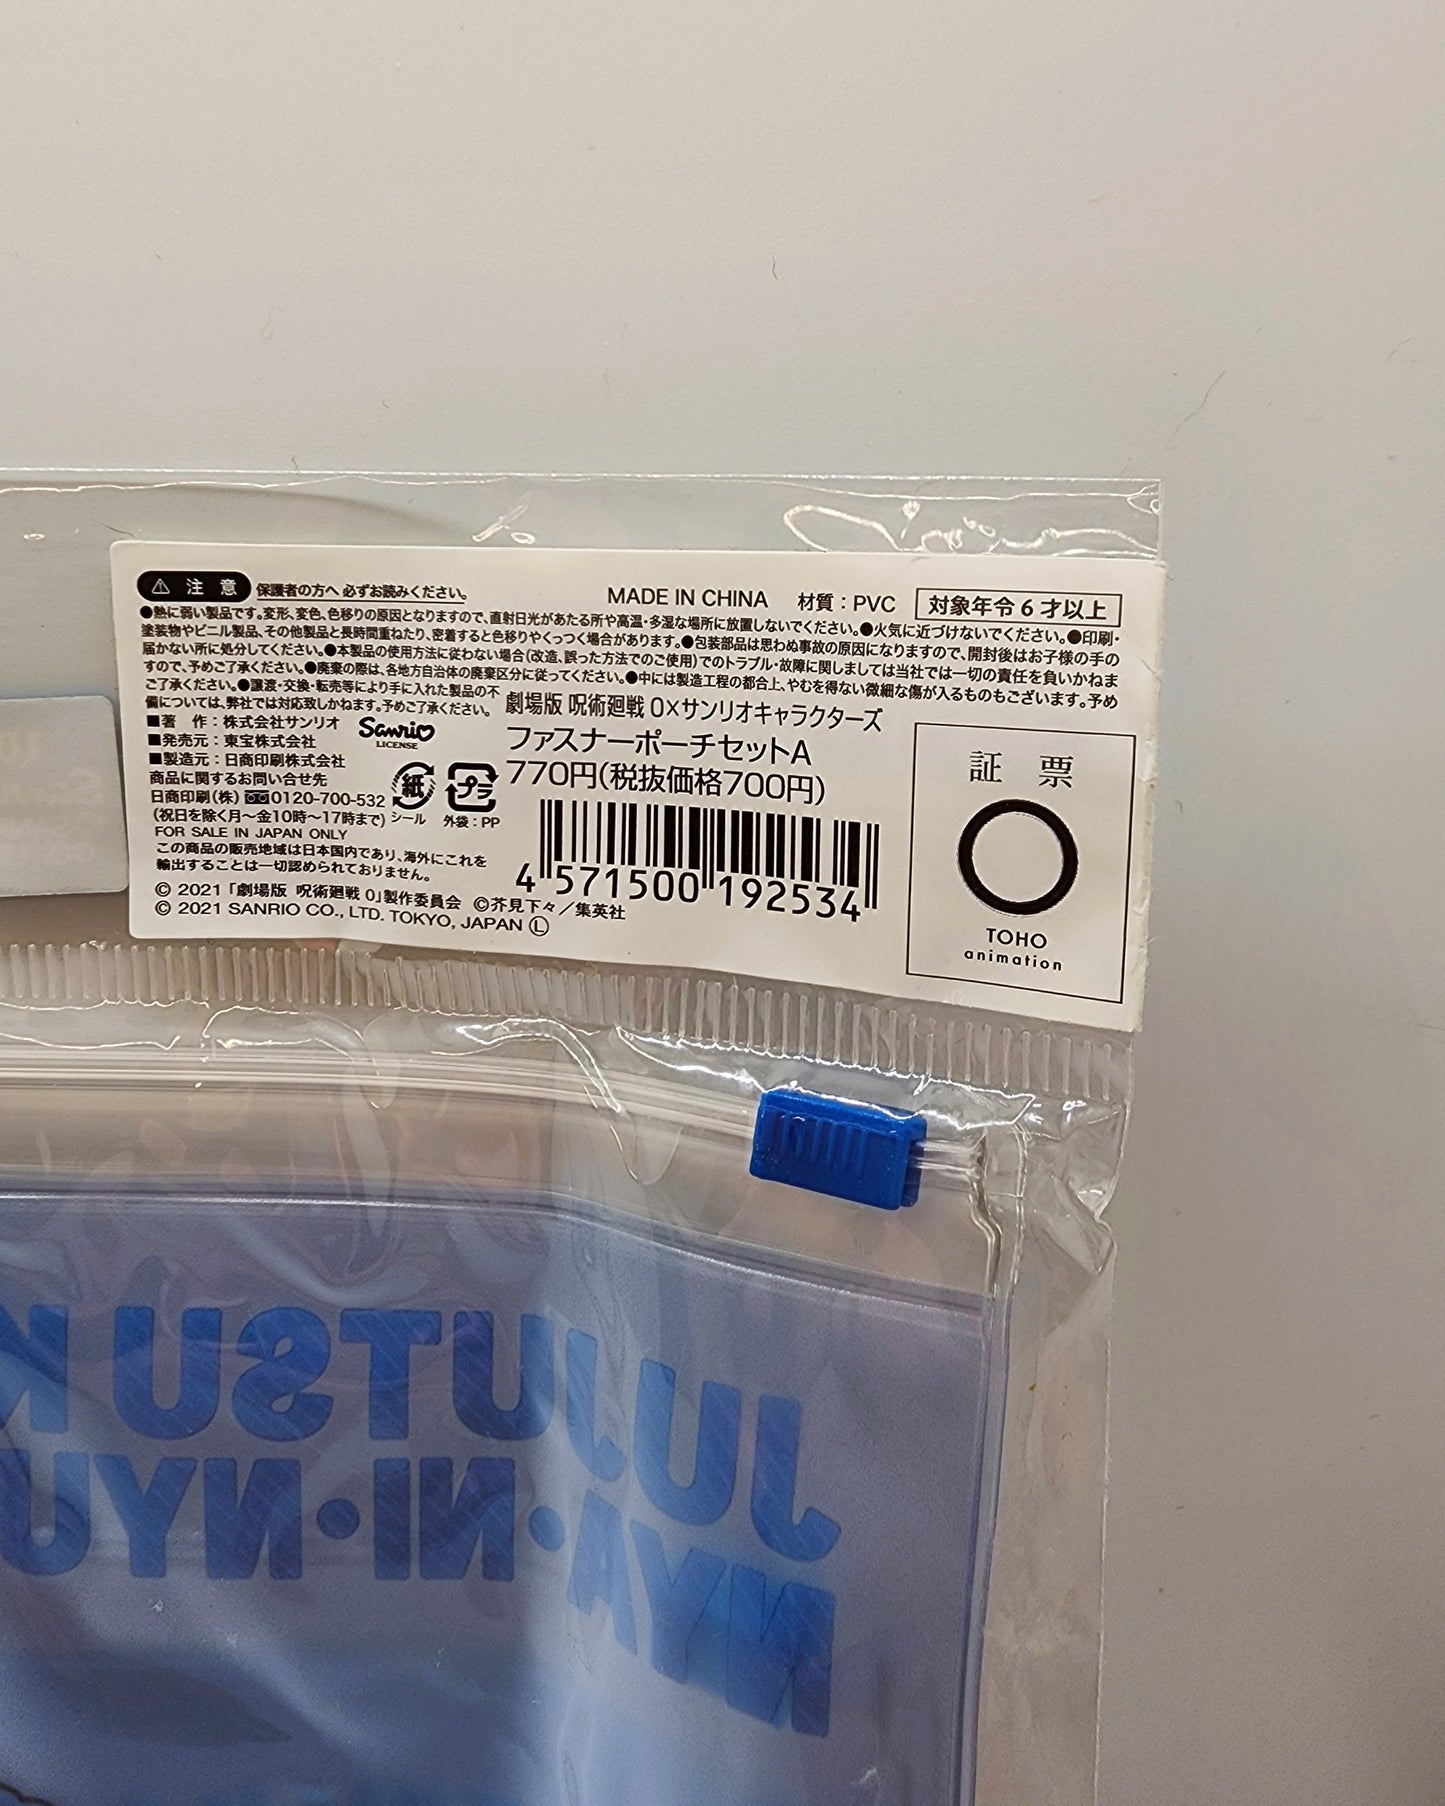 ⚠ 注 意 保護者の方へ 必ずお読みください。 MADE IN CHINA 材質：PVC 対象年令6才以上
●熱に弱い製品です。変形、変色、色移りの原因となりますので、直射日光があたる所や高温・多湿な場所に放置しないでください。●火気に近づけないでください。●印刷・
塗装物やビニル製品、その他製品と長時間重ねたり、密着すると色移りやくっつく場合があります。●包装部品は思わぬ事故の原因になりますので、開封後はお子様の手の
届かない所に処分してください。●本製品の使用方法に従わない場合（改造、誤った方法でのご使用）でのトラブル・故障に関しましては当社では一切の責任を負いかねま
すので、予めご了承ください。●廃棄の際は、各地方自治体の廃棄区分に従ってください。●中には製造工程の都合上、やむを得ない微細な傷が入るものもございます。予め
ご了承ください。●譲渡・交換・転売等により手に入れた製品の不
備については、弊社では対応致しかねます。予めご了承ください。
劇場版 呪術廻戦 0×サンリオキャラクターズ
ファスナーポーチセットA
770円(税抜価格700円)
■著　作：株式会社サンリオ
■発売元：東宝株式会社
■製造元：日商印刷株式会社
Sanrio
LICENSE
商品に関するお問い合せ先
日商印刷(株) 0120-700-532
(祝日を除く月〜金10時〜17時まで)
紙
シール
プラ
外袋：PP
FOR SALE IN JAPAN ONLY
この商品の販売地域は日本国内であり、海外にこれを
輸出することは一切認められておりません。
4 571500 192534
© 2021 「劇場版 呪術廻戦 0」製作委員会 ©芥見下々／集英社
© 2021 SANRIO CO., LTD. TOKYO, JAPAN Ⓛ
証 票
TOHO
animation
JUJUTSU
NYA・NI・NYU